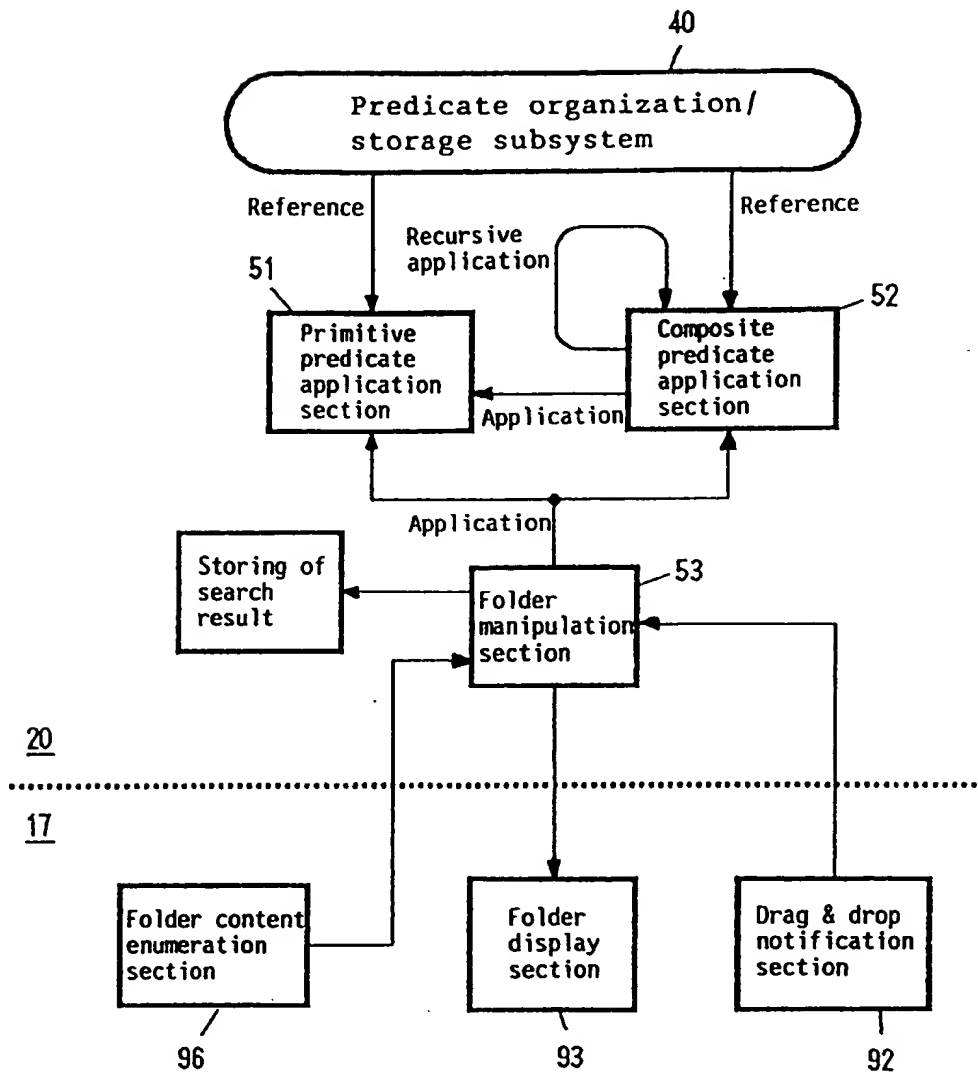 40
Predicate organization/
storage subsystem
Reference
Reference
Recursive
application
51
52
Primitive
predicate
application
section
Composite
predicate
application
section
Application
Application
Storing of
search
result
53
Folder
manipulation
section
20
17
Folder content
enumeration
section
Folder
display
section
Drag & drop
notification
section
96
93
92